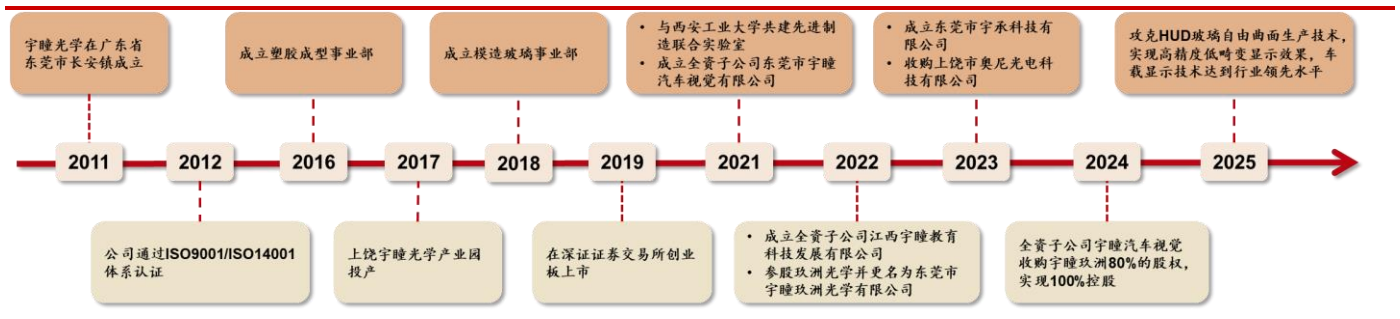 宇瞳光学在广东省
东莞市长安镇成立
成立塑胶成型事业部
成立模造玻璃事业部
• 与西安工业大学共建先进制
造联合实验室
• 成立全资子公司东莞市宇瞳
汽车视觉有限公司
• 成立东莞市宇承科技有
限公司
• 收购上饶市奥尼光电科
技有限公司
攻克HUD玻璃自由曲面生产技术,
实现高精度低畸变显示效果，车
载显示技术达到行业领先水平
2011
2012
2016
2017
2018
2019
2021
2022
2023
2024
2025
公司通过ISO9001/ISO14001
体系认证
上饶宇瞳光学产业园
投产
在深证证券交易所创业
板上市
• 成立全资子公司江西宇瞳教育
科技发展有限公司
• 参股玖洲光学并更名为东莞市
宇瞳玖洲光学有限公司
全资子公司宇瞳汽车视觉
收购宇瞳玖洲80%的股权，
实现100%控股